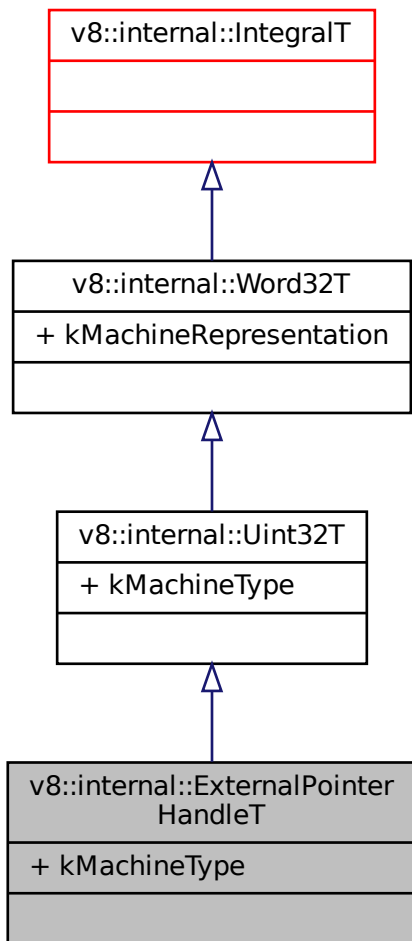 v8::internal::IntegralT
v8::internal::Word32T
+ kMachineRepresentation
v8::internal::Uint32T
+ kMachineType
v8::internal::ExternalPointer
HandleT
+ kMachineType